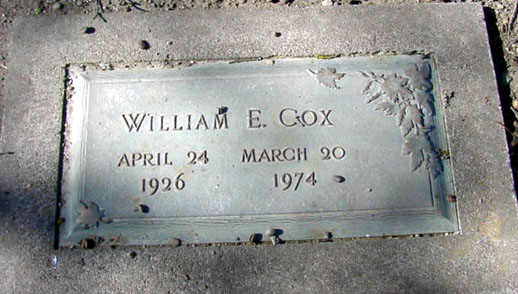 WILLIAM E. COX
APRIL 24 MARCH 20
1926 1974